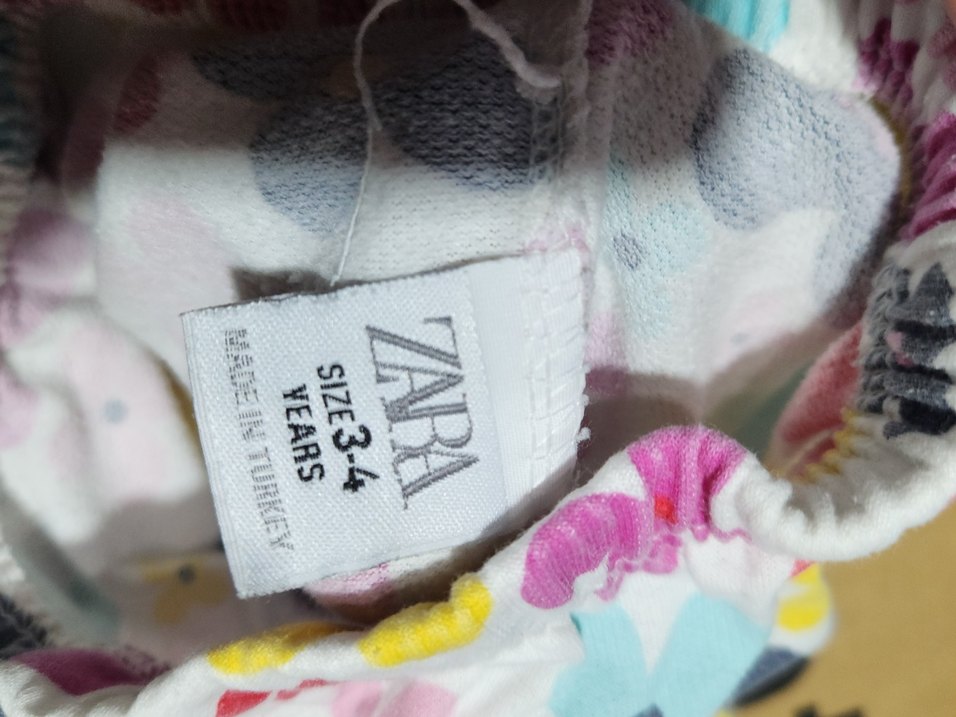 ZARA
SIZE 3-4
YEARS
MADE IN TURKEY